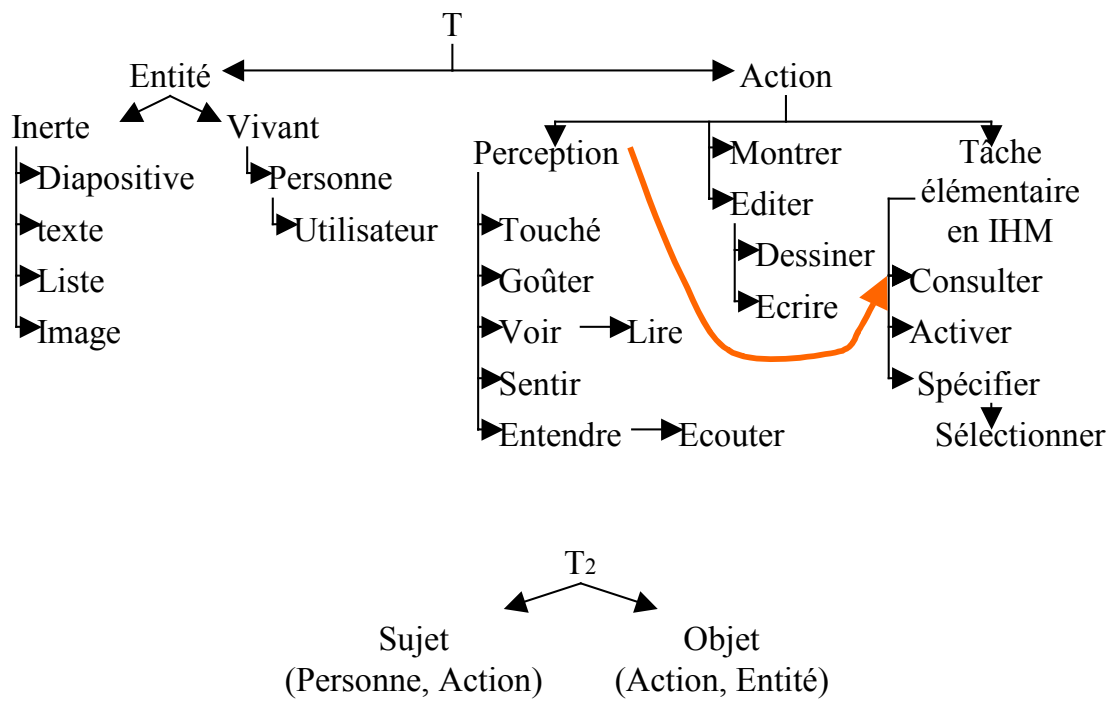 T
Entité
Action
Inerte
Vivant
Perception
Montrer
Tâche
élémentaire
en IHM
Diapositive
Personne
Editer
texte
Utilisateur
Touché
Dessiner
Liste
Goûter
Ecrire
Consulter
Image
Voir
Lire
Activer
Sentir
Spécifier
Entendre
Ecouter
Sélectionner
T2
Sujet
(Personne, Action)
Objet
(Action, Entité)